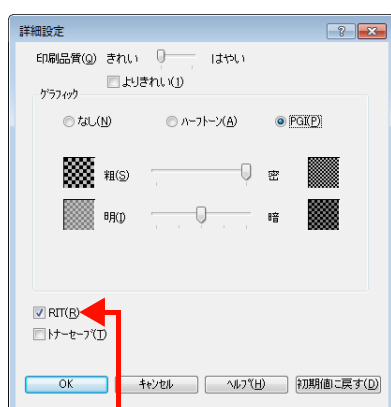 詳細設定
印刷品質(Q) きれい はやい
よりきれい(1)
グラフィック
なし(N) ハーフトーン(A) PGI(P)
粗(S) 密
明(I) 暗
RIT(R)
トナーセーブ(T)
OK キャンセル ヘルプ(H) 初期値に戻す(D)